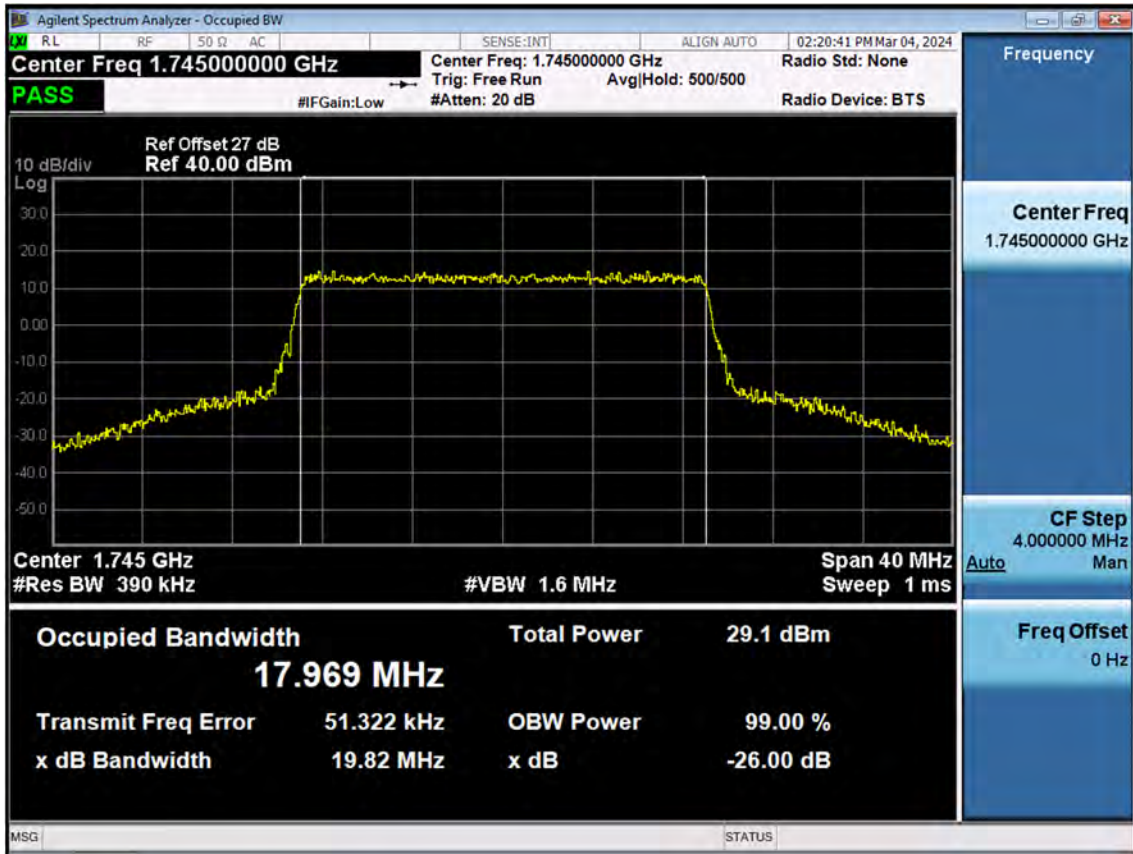 Agilent Spectrum Analyzer - Occupied BW
LXI RL RF 50 Ω AC SENSE:INT ALIGN AUTO 02:20:41 PM Mar 04, 2024
Center Freq 1.745000000 GHz
Center Freq: 1.745000000 GHz
Radio Std: None
Trig: Free Run Avg|Hold: 500/500
PASS
#IFGain:Low
#Atten: 20 dB
Radio Device: BTS
Ref Offset 27 dB
10 dB/div Ref 40.00 dBm
Log
30.0
20.0
10.0
0.00
-10.0
-20.0
-30.0
-40.0
-50.0
Center 1.745 GHz Span 40 MHz
#Res BW 390 kHz #VBW 1.6 MHz Sweep 1 ms
Occupied Bandwidth Total Power 29.1 dBm
17.969 MHz
Transmit Freq Error 51.322 kHz OBW Power 99.00 %
x dB Bandwidth 19.82 MHz x dB -26.00 dB
MSG STATUS
Frequency
Center Freq
1.745000000 GHz
CF Step
4.000000 MHz
Auto Man
Freq Offset
0 Hz